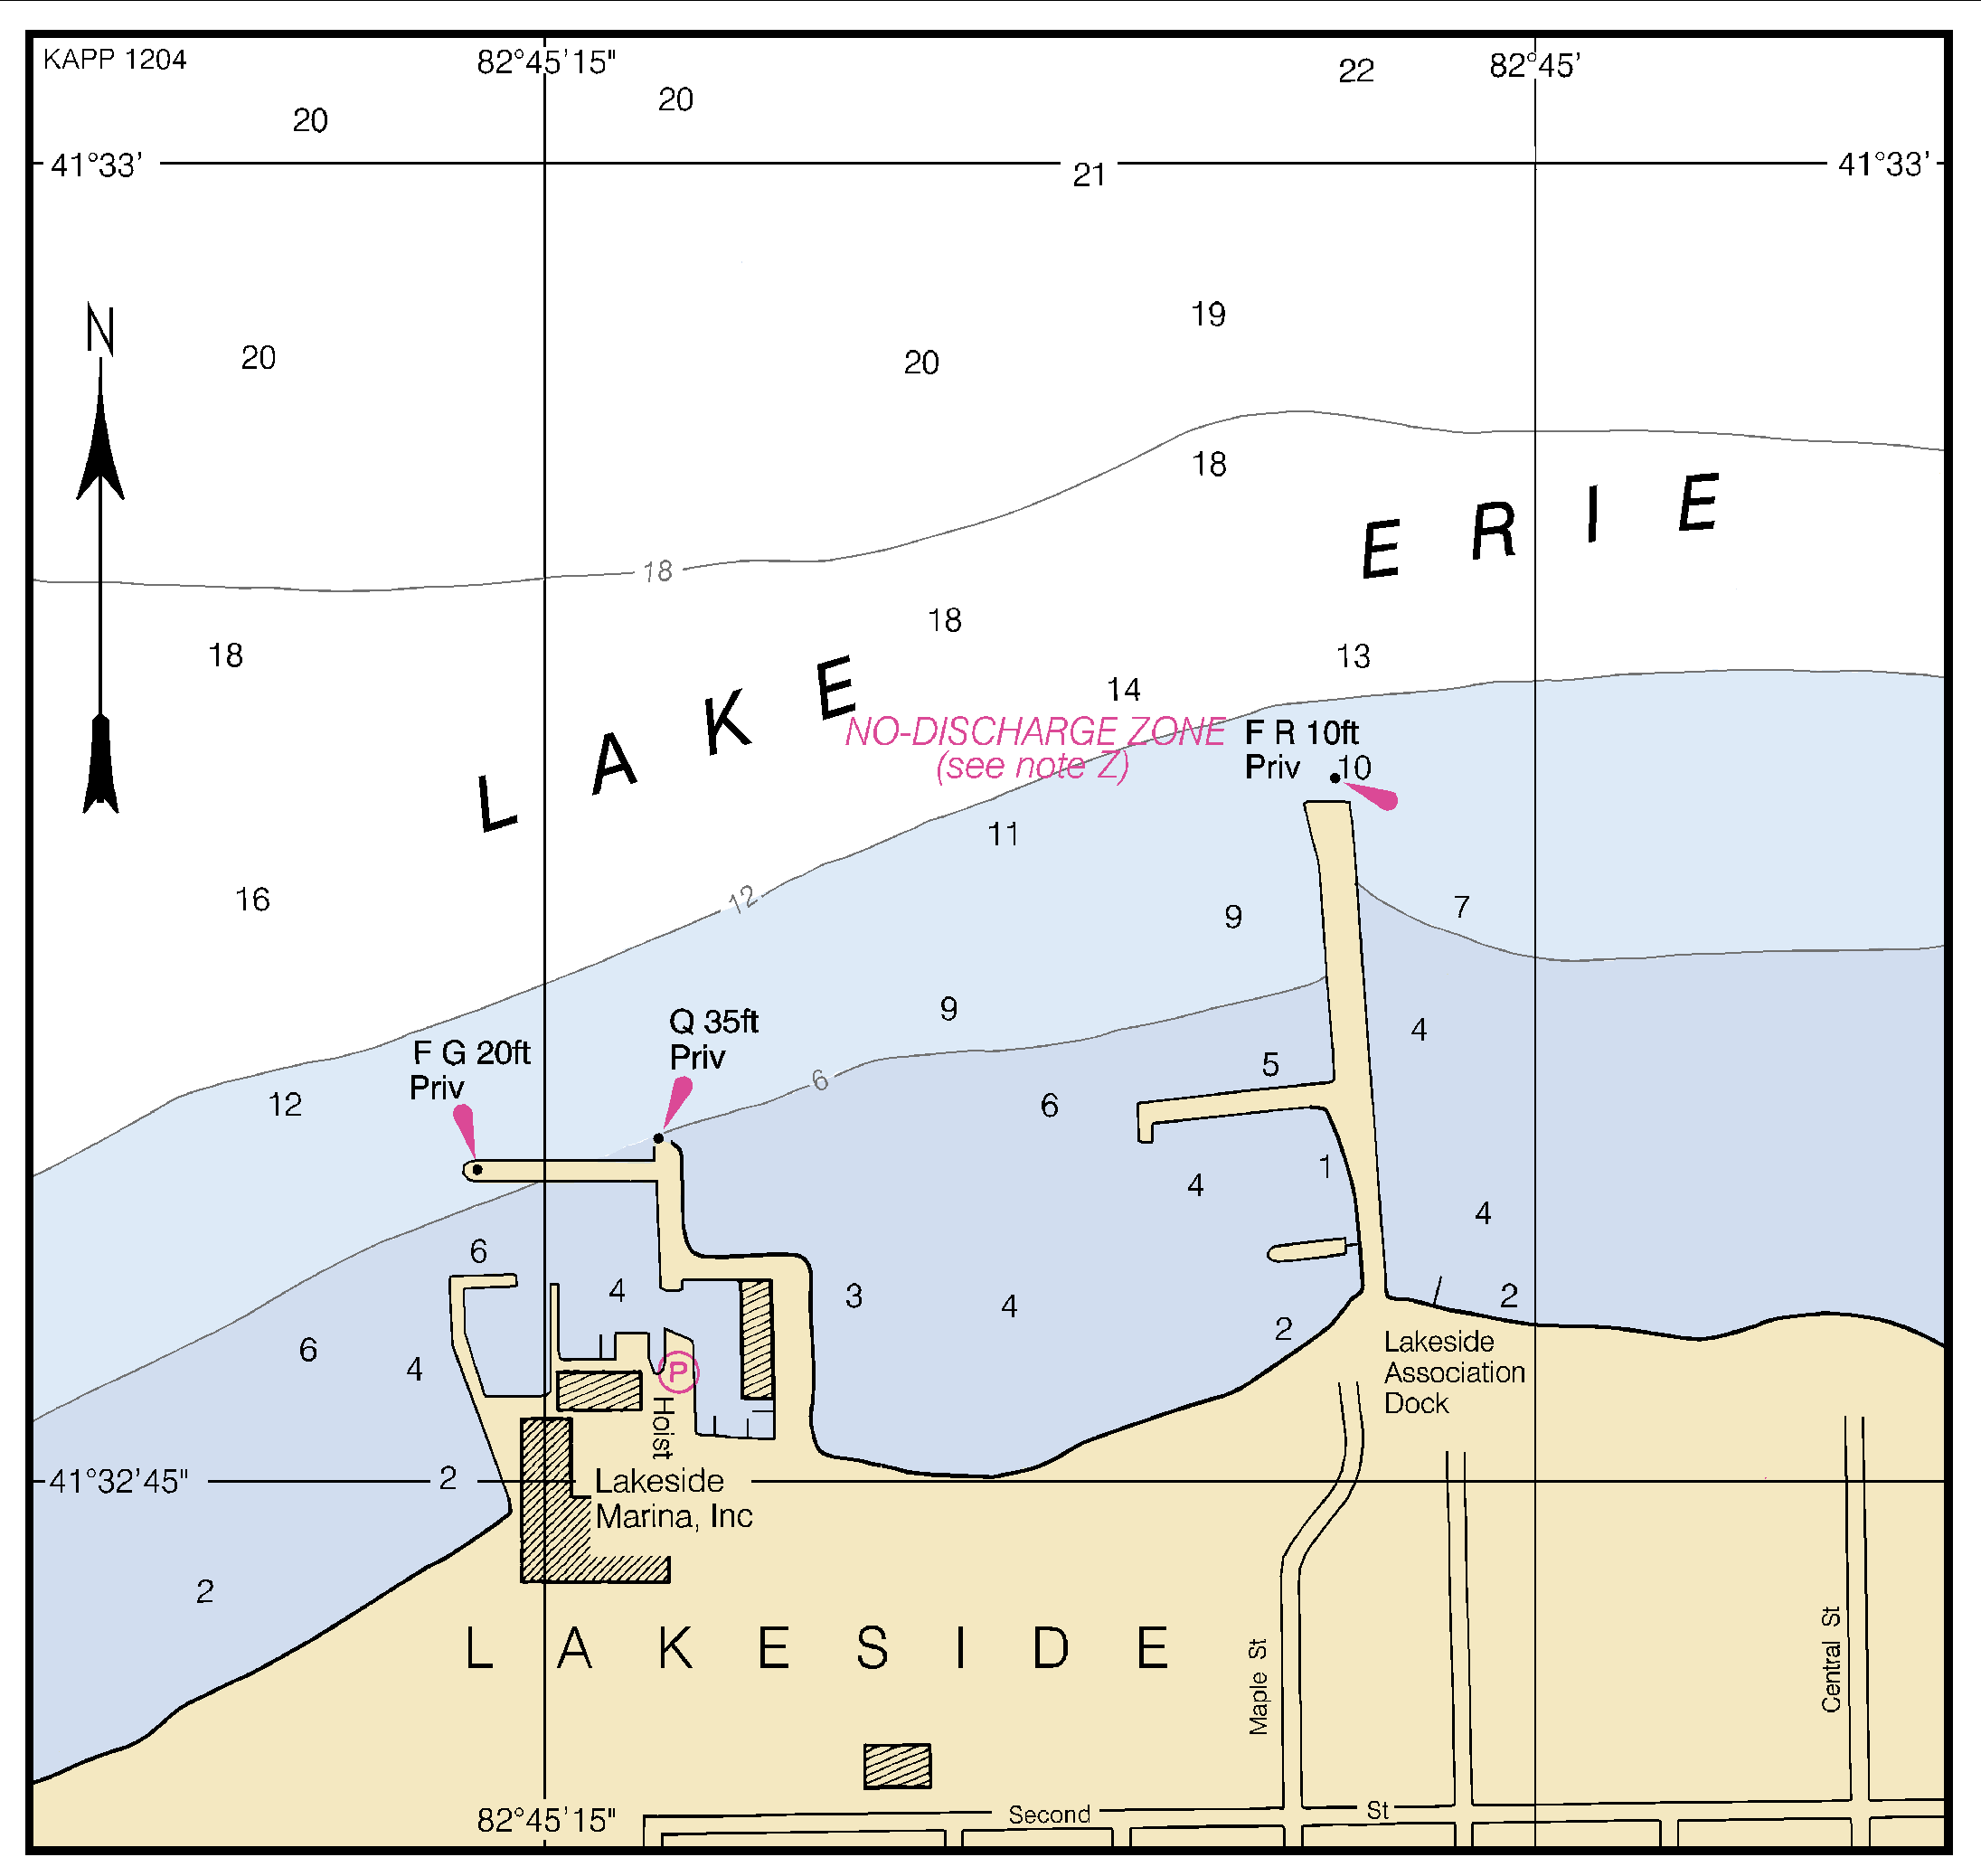 KAPP 1204
82°45'15"
22
82°45'
20
20
41°33'
21
41°33'
N
19
20
20
18
ERIE
18
18
18
13
14
LAKE
NO-DISCHARGE ZONE
(see note Z)
F R 10ft
Priv
10
11
16
12
9
7
9
Q 35ft
Priv
4
F G 20ft
Priv
5
6
12
6
1
4
4
6
4
3
4
2
2
6
4
P
Lakeside
Association
Dock
Hoist
41°32'45"
2
Lakeside
Marina, Inc
2
LAKESIDE
Maple St
Central St
82°45'15"
Second St